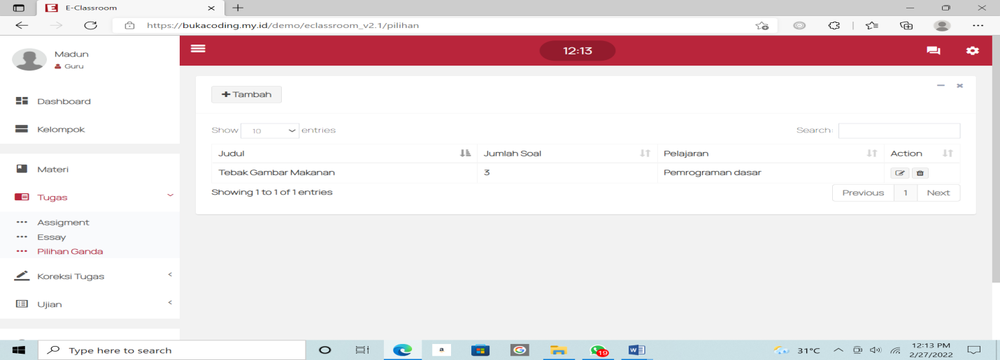 E-Classroom
https://bukacoding.my.id/demo/eclassroom_v2.1/pilihan
Madun
Guru
12:13
Dashboard
Kelompok
Materi
Tugas
Assigment
Essay
Pilihan Ganda
Koreksi Tugas
Ujian
+ Tambah
Show 10 entries
Search:
Judul Jumlah Soal Pelajaran Action
Tebak Gambar Makanan 3 Pemrograman dasar
Showing 1 to 1 of 1 entries
Previous 1 Next
Type here to search
a
G
19
W
31°C
12:13 PM
2/27/2022